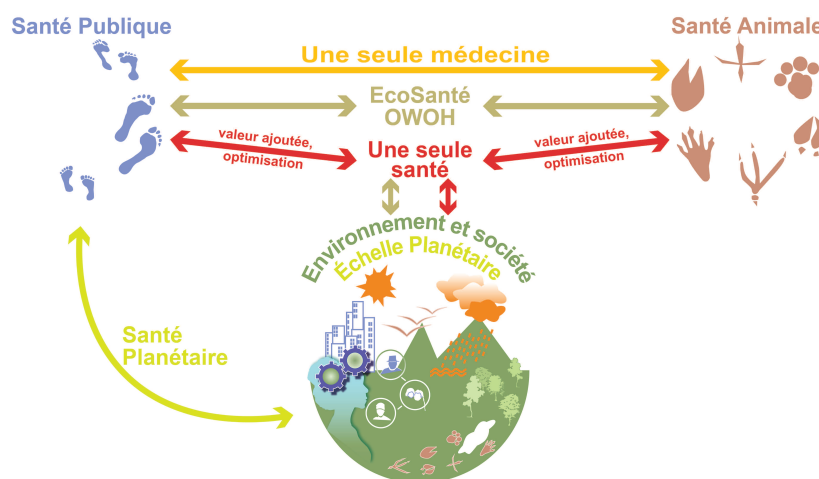 Santé Publique
Santé Animale
Une seule médecine
EcoSanté
OWOH
valeur ajoutée,
optimisation
Une seule
santé
valeur ajoutée,
optimisation
Environnement et société
Échelle Planétaire
Santé
Planétaire